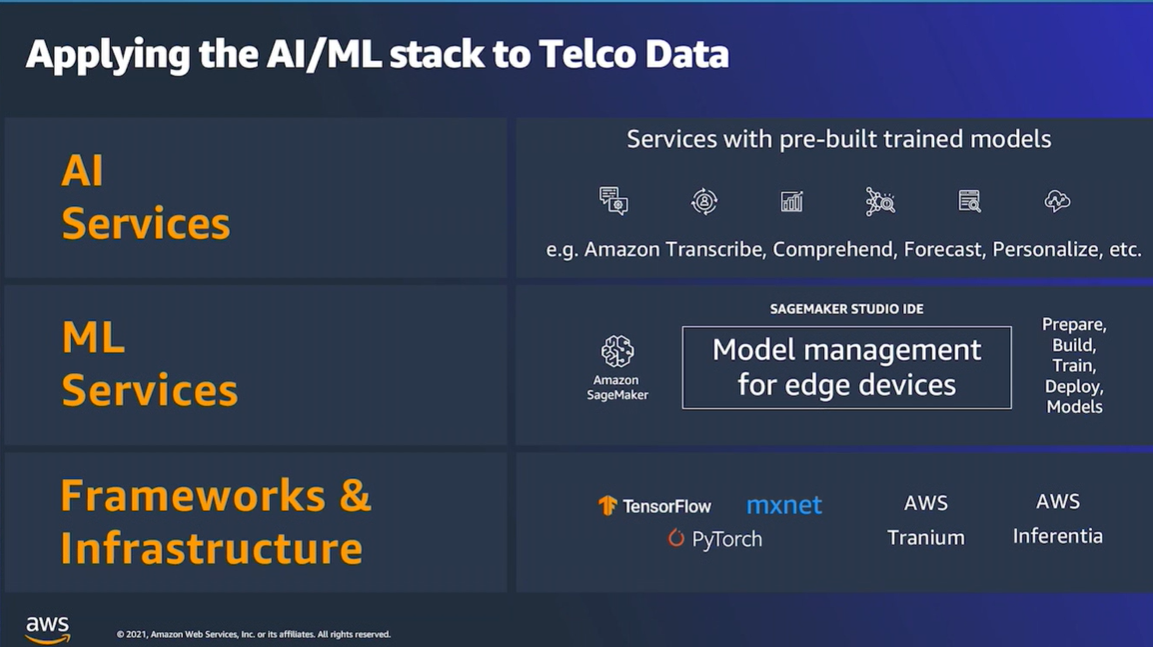 Applying the AI/ML stack to Telco Data
AI
Services
Services with pre-built trained models
e.g. Amazon Transcribe, Comprehend, Forecast, Personalize, etc.
ML
Services
SAGEMAKER STUDIO IDE
Amazon
SageMaker
Model management
for edge devices
Prepare,
Build,
Train,
Deploy,
Models
Frameworks &
Infrastructure
TensorFlow
mxnet
PyTorch
AWS
Tranium
AWS
Inferentia
aws
© 2021, Amazon Web Services, Inc. or its affiliates. All rights reserved.